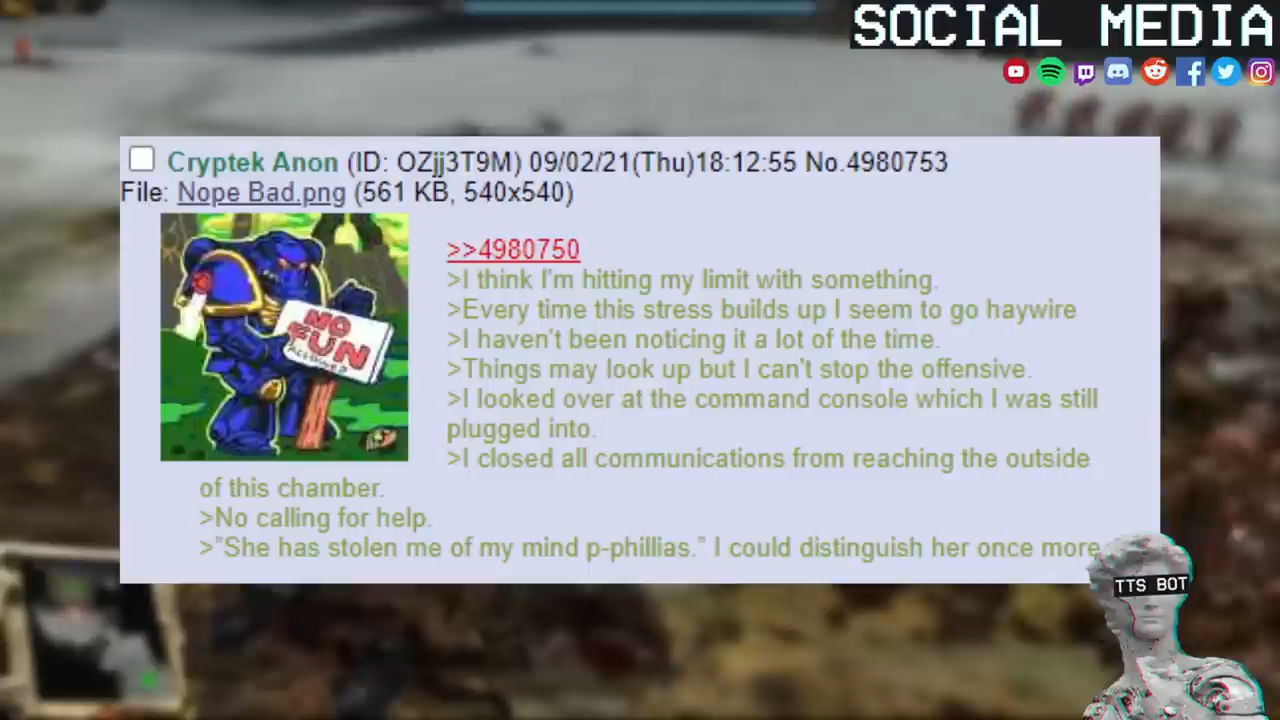 SOCIAL MEDIA
Cryptek Anon (ID: OZjj3T9M) 09/02/21(Thu)18:12:55 No.4980753
File: Nope Bad.png (561 KB, 540x540)
>>4980750
>I think I'm hitting my limit with something.
>Every time this stress builds up I seem to go haywire
>I haven't been noticing it a lot of the time.
>Things may look up but I can't stop the offensive.
>I looked over at the command console which I was still
plugged into.
>I closed all communications from reaching the outside
of this chamber.
>No calling for help.
>"She has stolen me of my mind p-phillias." I could distinguish her once more
NO
FUN
ALLOWED
TTS BOT